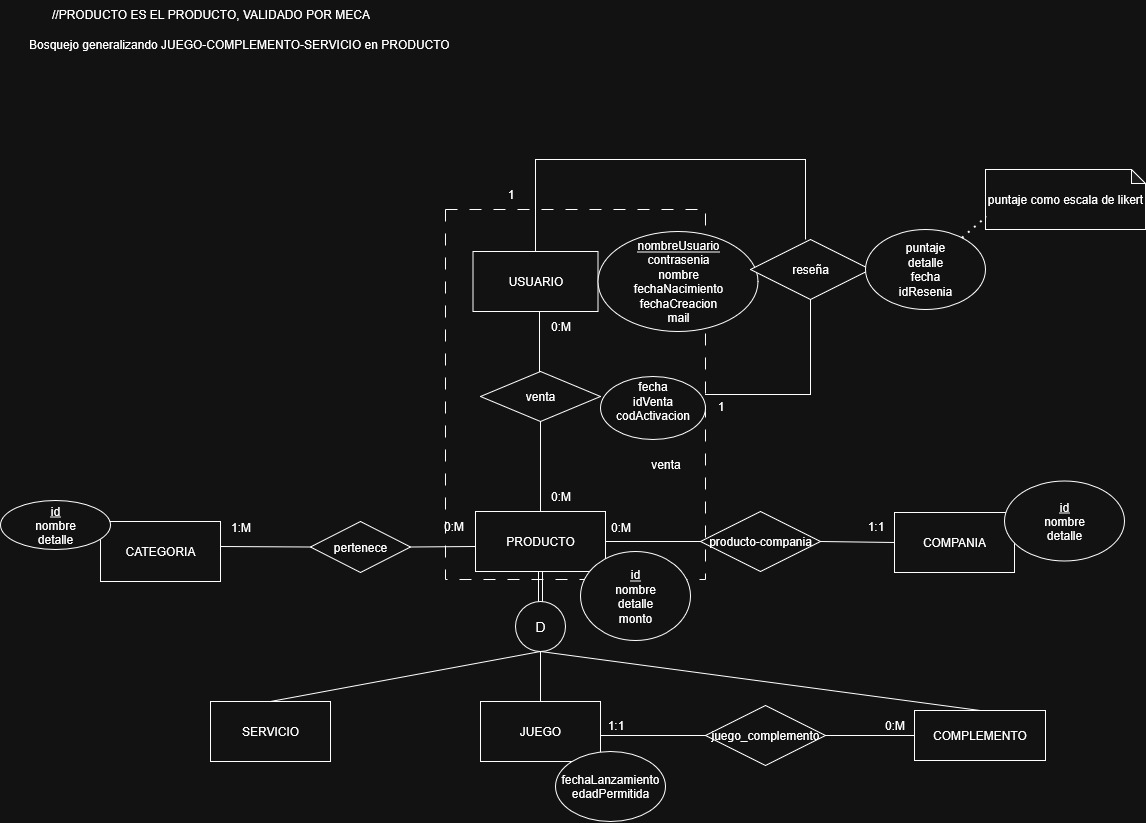 //PRODUCTO ES EL PRODUCTO, VALIDADO POR MECA
Bosquejo generalizando JUEGO-COMPLEMENTO-SERVICIO en PRODUCTO
1
puntaje como escala de likert
USUARIO
nombreUsuario
contrasenia
nombre
fechaNacimiento
fechaCreacion
mail
reseña
puntaje
detalle
fecha
idResenia
0:M
venta
fecha
idVenta
codActivacion
1
venta
0:M
id
nombre
detalle
CATEGORIA
1:M
pertenece
0:M
PRODUCTO
0:M
producto-compania
1:1
COMPANIA
id
nombre
detalle
id
nombre
detalle
monto
D
SERVICIO
JUEGO
1:1
juego_complemento
0:M
COMPLEMENTO
fechaLanzamiento
edadPermitida